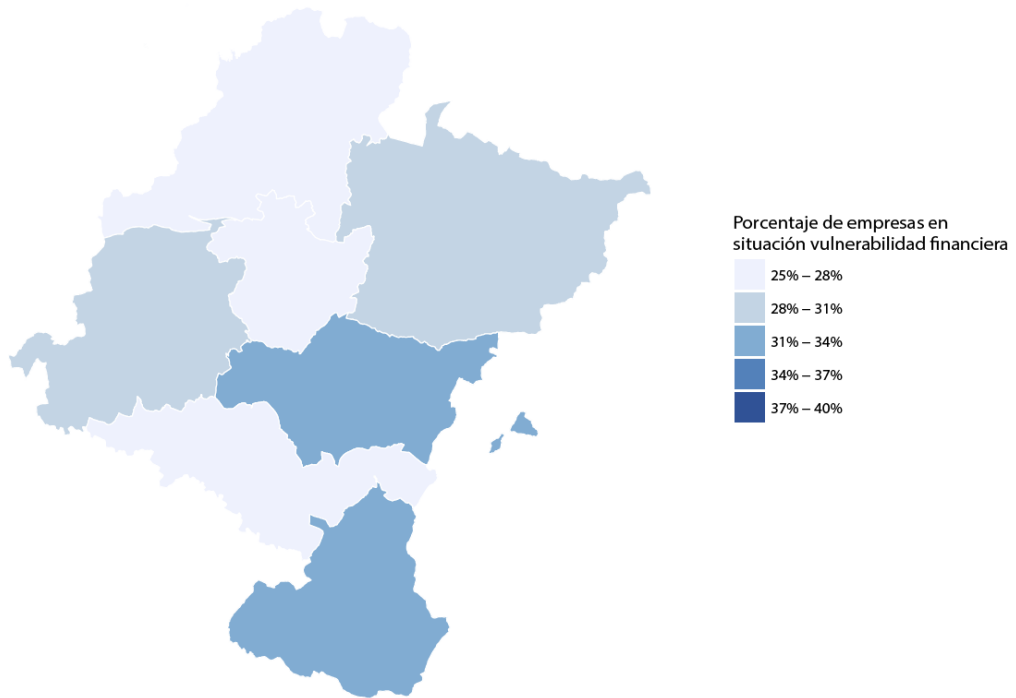 Porcentaje de empresas en
situación vulnerabilidad financiera
25% – 28%
28% – 31%
31% – 34%
34% – 37%
37% – 40%